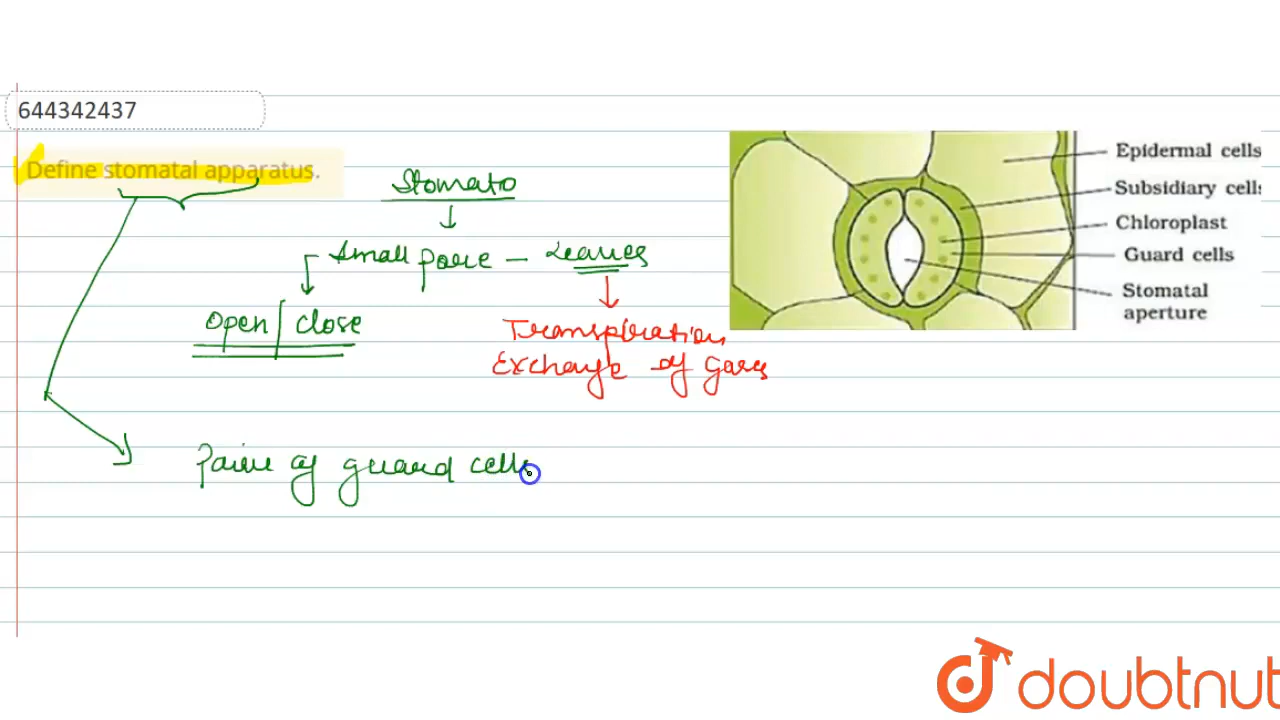 644342437
Define stomatal apparatus.
Stomato
Small pore - Leaves
Open/close
Transpiration
Exchange of Gases
Paire of guard cells
Epidermal cells
Subsidiary cells
Chloroplast
Guard cells
Stomatal
aperture
doubtnut